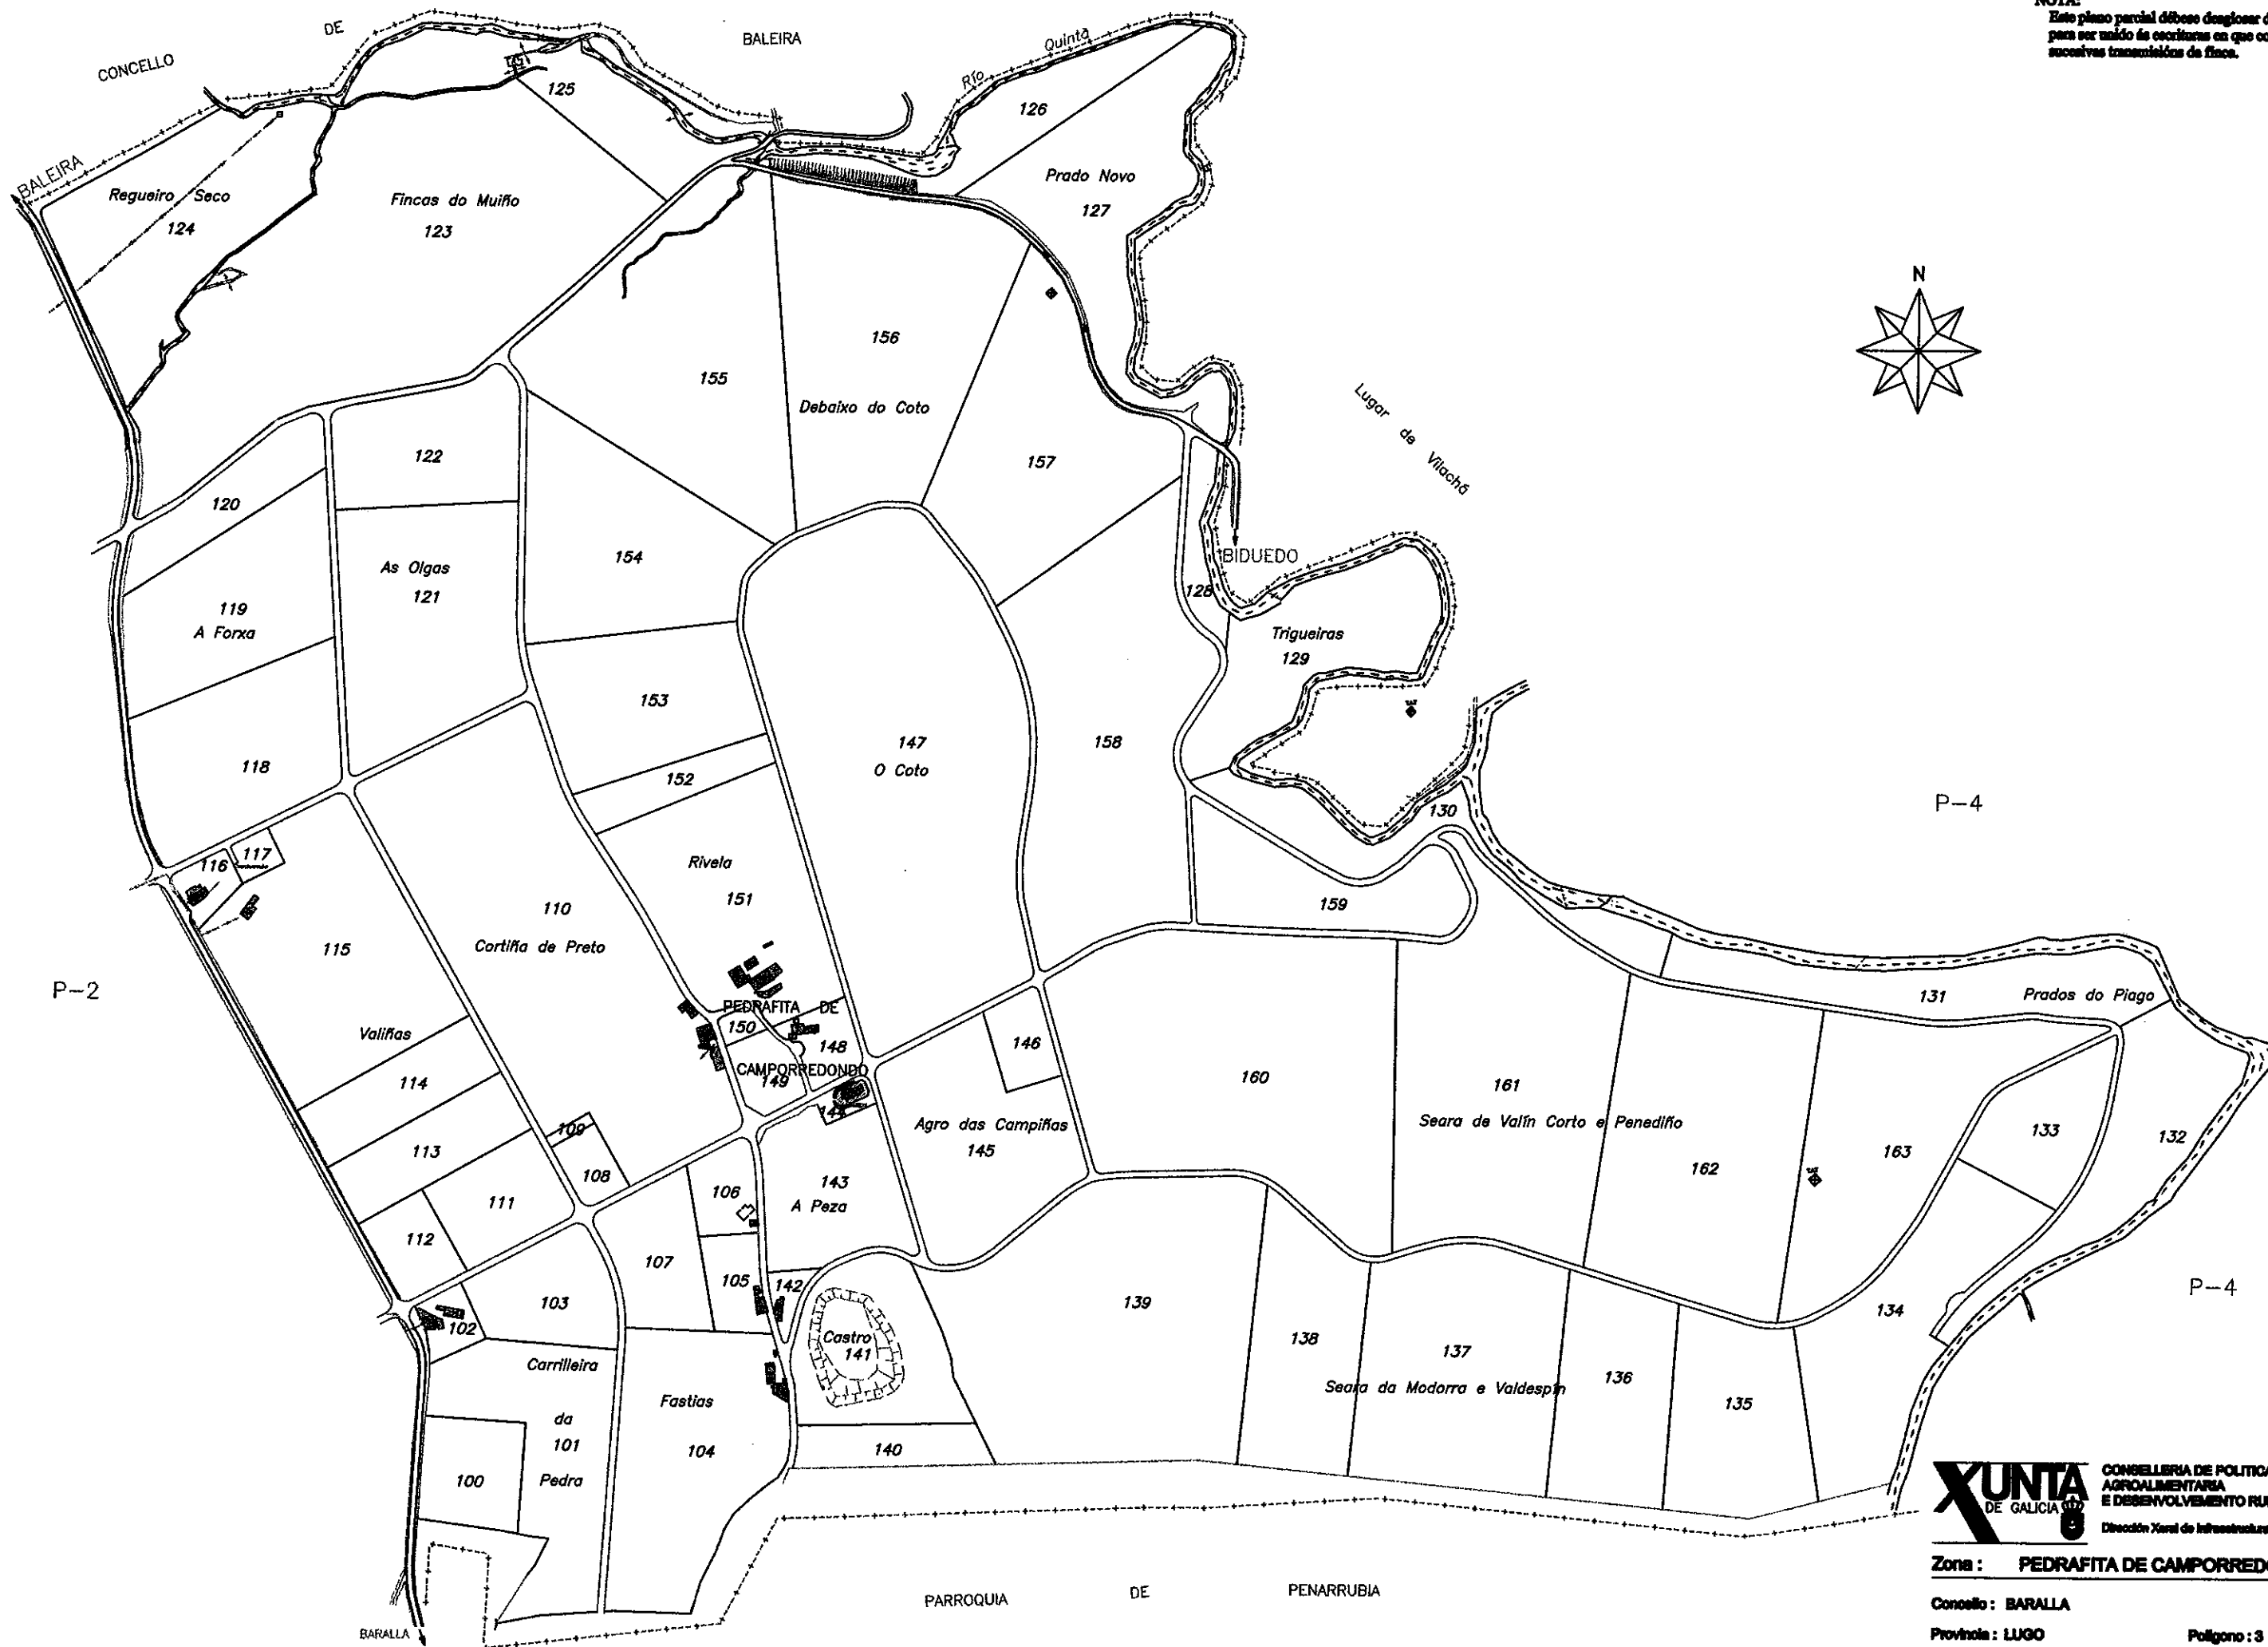 NOTA:
Este plano parcial débese desglosar d
para ser unido ás escrituras en que co
sucesivas transmisións da finca.
CONCELLO DE BALEIRA
BALEIRA
Río Quinta
125
126
Regueiro Seco
124
Fincas do Muiño
123
Prado Novo
127
N
156
155
Debaixo do Coto
Lugar de Vilachá
122
157
120
154
BIDUEDO
As Olgas
121
128
119
A Forxa
Trigueiras
129
153
147
O Coto
158
118
152
130
P-4
116
117
Rivela
151
110
159
115
Cortiña de Preto
P-2
131
Prados do Piago
PEDRAFITA DE
150
Valiñas
148
146
CAMPORREDONDO
149
114
160
161
144
109
Agro das Campiñas
145
Seara de Valín Corto e Penediño
133
132
113
163
162
108
143
A Peza
106
111
112
107
105
142
P-4
103
139
134
102
Castro
141
138
137
Carrilleira
136
Seara da Modorra e Valdespín
Fastias
135
da
101
104
140
100
Pedra
XUNTA
DE GALICIA
CONSELLERIA DE POLITICA
AGROALIMENTARIA
E DESENVOLVEMENTO RU
Dirección Xeral de Infraestructura
Zona : PEDRAFITA DE CAMPORRED
PARROQUIA DE PENARRUBIA
Concello : BARALLA
BARALLA
Provincia : LUGO
Polígono : 3